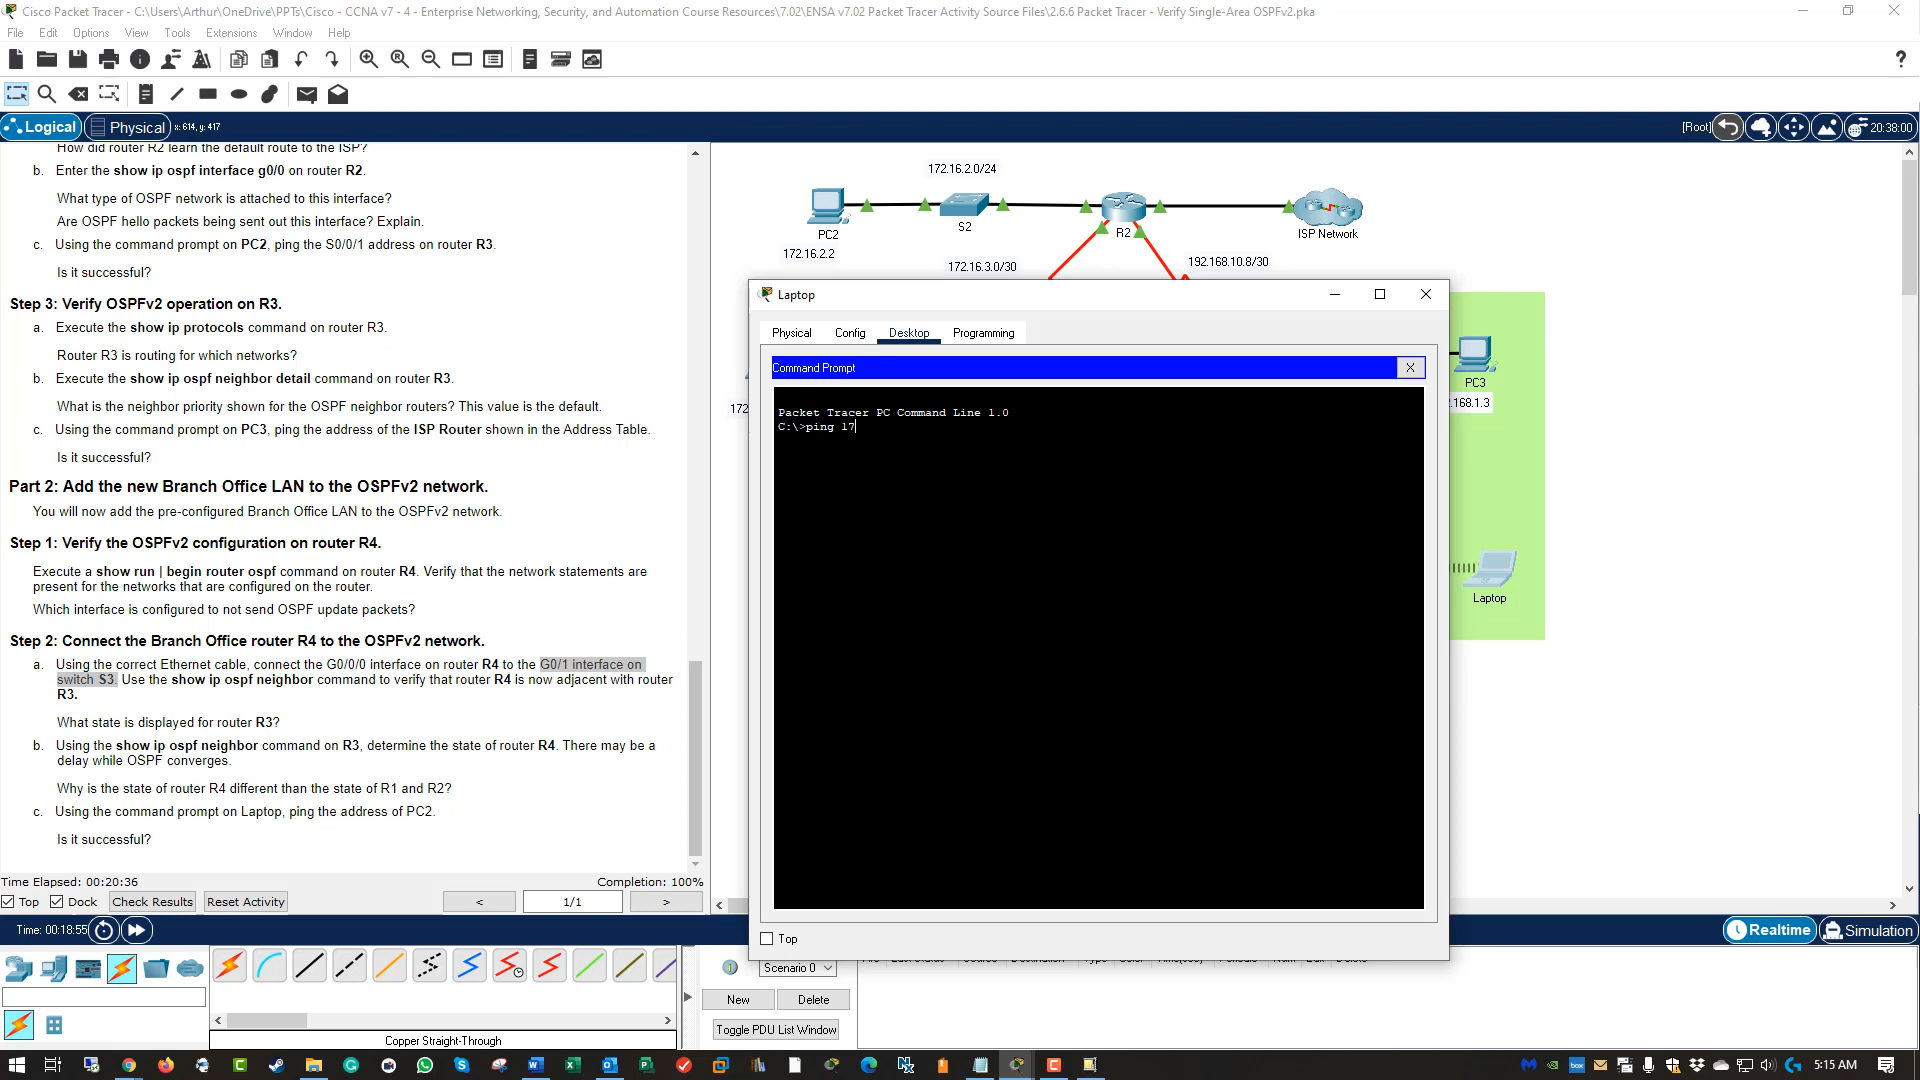 Cisco Packet Tracer - C:\Users\Arthur\OneDrive\PPTs\Cisco - CCNA v7 - 4 - Enterprise Networking, Security, and Automation Course Resources\7.02\ENSA v7.02 Packet Tracer Activity Source Files\2.6.6 Packet Tracer - Verify Single-Area OSPFv2.pka
File Edit Options View Tools Extensions Window Help
Logical Physical x: 614, y: 417
[Root] 20:38:00
How did router R2 learn the default route to the ISP?
b. Enter the show ip ospf interface g0/0 on router R2.
What type of OSPF network is attached to this interface?
Are OSPF hello packets being sent out this interface? Explain.
c. Using the command prompt on PC2, ping the S0/0/1 address on router R3.
Is it successful?
Step 3: Verify OSPFv2 operation on R3.
a. Execute the show ip protocols command on router R3.
Router R3 is routing for which networks?
b. Execute the show ip ospf neighbor detail command on router R3.
What is the neighbor priority shown for the OSPF neighbor routers? This value is the default.
c. Using the command prompt on PC3, ping the address of the ISP Router shown in the Address Table.
Is it successful?
Part 2: Add the new Branch Office LAN to the OSPFv2 network.
You will now add the pre-configured Branch Office LAN to the OSPFv2 network.
Step 1: Verify the OSPFv2 configuration on router R4.
Execute a show run | begin router ospf command on router R4. Verify that the network statements are
present for the networks that are configured on the router.
Which interface is configured to not send OSPF update packets?
Step 2: Connect the Branch Office router R4 to the OSPFv2 network.
a. Using the correct Ethernet cable, connect the G0/0/0 interface on router R4 to the G0/1 interface on
switch S3. Use the show ip ospf neighbor command to verify that router R4 is now adjacent with router
R3.
What state is displayed for router R3?
b. Using the show ip ospf neighbor command on R3, determine the state of router R4. There may be a
delay while OSPF converges.
Why is the state of router R4 different than the state of R1 and R2?
c. Using the command prompt on Laptop, ping the address of PC2.
Is it successful?
Time Elapsed: 00:20:36 Completion: 100%
Top Dock Check Results Reset Activity < 1/1 >
172.16.2.0/24
PC2
S2
R2
ISP Network
172.16.2.2
172.16.3.0/30
192.168.10.8/30
172
PC3
.168.1.3
Laptop
Laptop
Physical Config Desktop Programming
Command Prompt X
Packet Tracer PC Command Line 1.0
C:\>ping 17
Top
Time: 00:18:55
Realtime Simulation
Scenario 0
New Delete
Toggle PDU List Window
Copper Straight-Through
5:15 AM